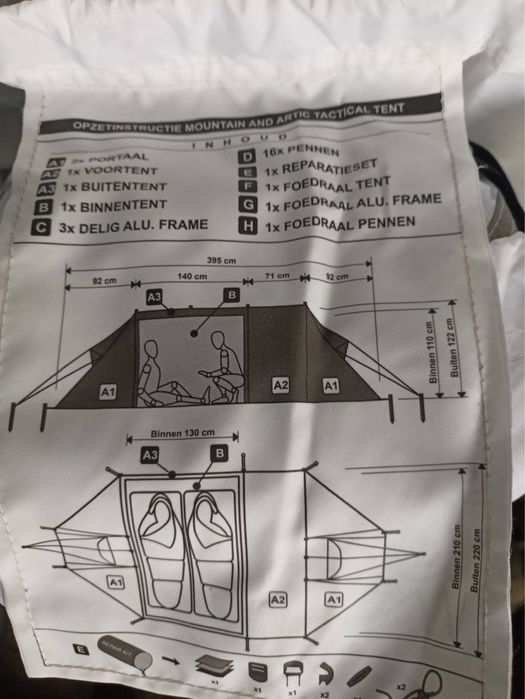 OPZETINSTRUCTIE MOUNTAIN AND ARTIC TACTICAL TENT
INHOUD
A1 2x PORTAAL
A2 1x VOORTENT
A3 1x BUITENTENT
B 1x BINNENTENT
C 3x DELIG ALU. FRAME
D 16x PENNEN
E 1x REPARATIESET
F 1x FOEDRAAL TENT
G 1x FOEDRAAL ALU. FRAME
H 1x FOEDRAAL PENNEN
395 cm
92 cm 140 cm 71 cm 92 cm
A3 B
A1 A2 A1
Binnen 110 cm
Buiten 122 cm
Binnen 130 cm
A3 B
A1 A2 A1
Binnen 210 cm
Buiten 220 cm
E REPAIR KIT
x1 x1 x1 x2 x2